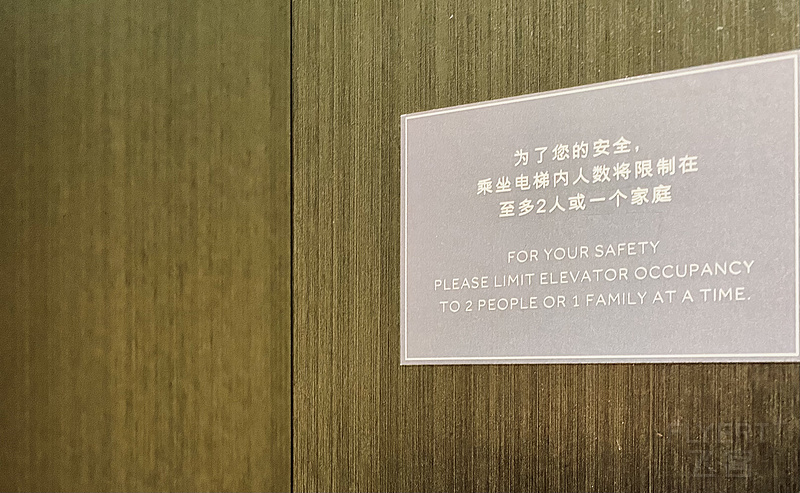 为了您的安全，
乘坐电梯内人数将限制在
至多2人或一个家庭
FOR YOUR SAFETY
PLEASE LIMIT ELEVATOR OCCUPANCY
TO 2 PEOPLE OR 1 FAMILY AT A TIME.